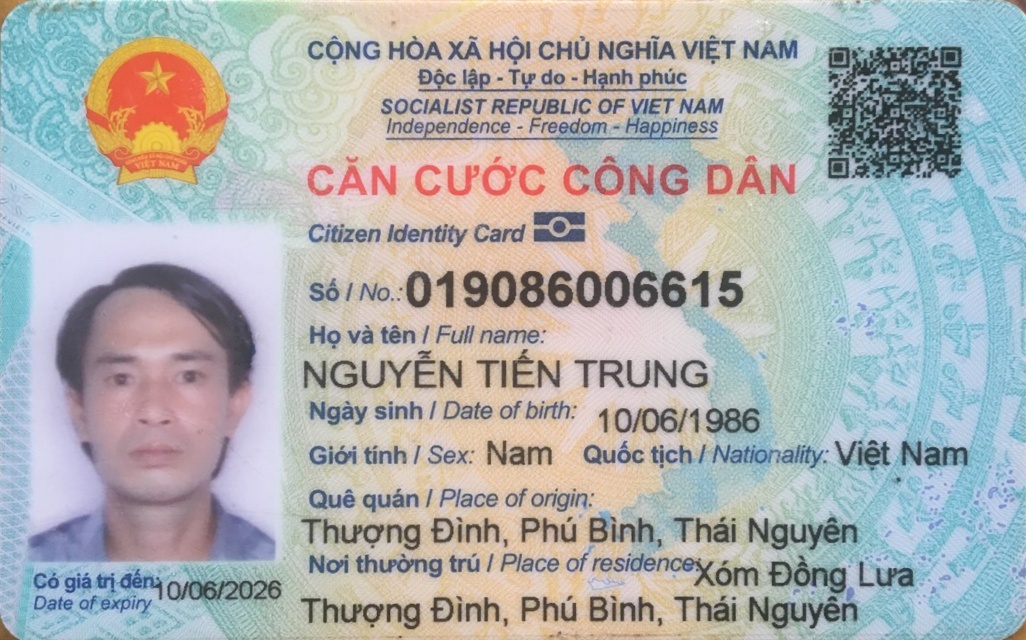 CỘNG HÒA XÃ HỘI CHỦ NGHĨA VIỆT NAM
Độc lập - Tự do - Hạnh phúc
SOCIALIST REPUBLIC OF VIET NAM
Independence - Freedom - Happiness
VIỆT NAM
CĂN CƯỚC CÔNG DÂN
Citizen Identity Card
Số / No.: 019086006615
Họ và tên / Full name:
NGUYỄN TIẾN TRUNG
Ngày sinh / Date of birth: 10/06/1986
Giới tính / Sex: Nam Quốc tịch / Nationality: Việt Nam
Quê quán / Place of origin:
Thượng Đình, Phú Bình, Thái Nguyên
Nơi thường trú / Place of residence: Xóm Đồng Lưa
Thượng Đình, Phú Bình, Thái Nguyên
Có giá trị đến: 10/06/2026
Date of expiry